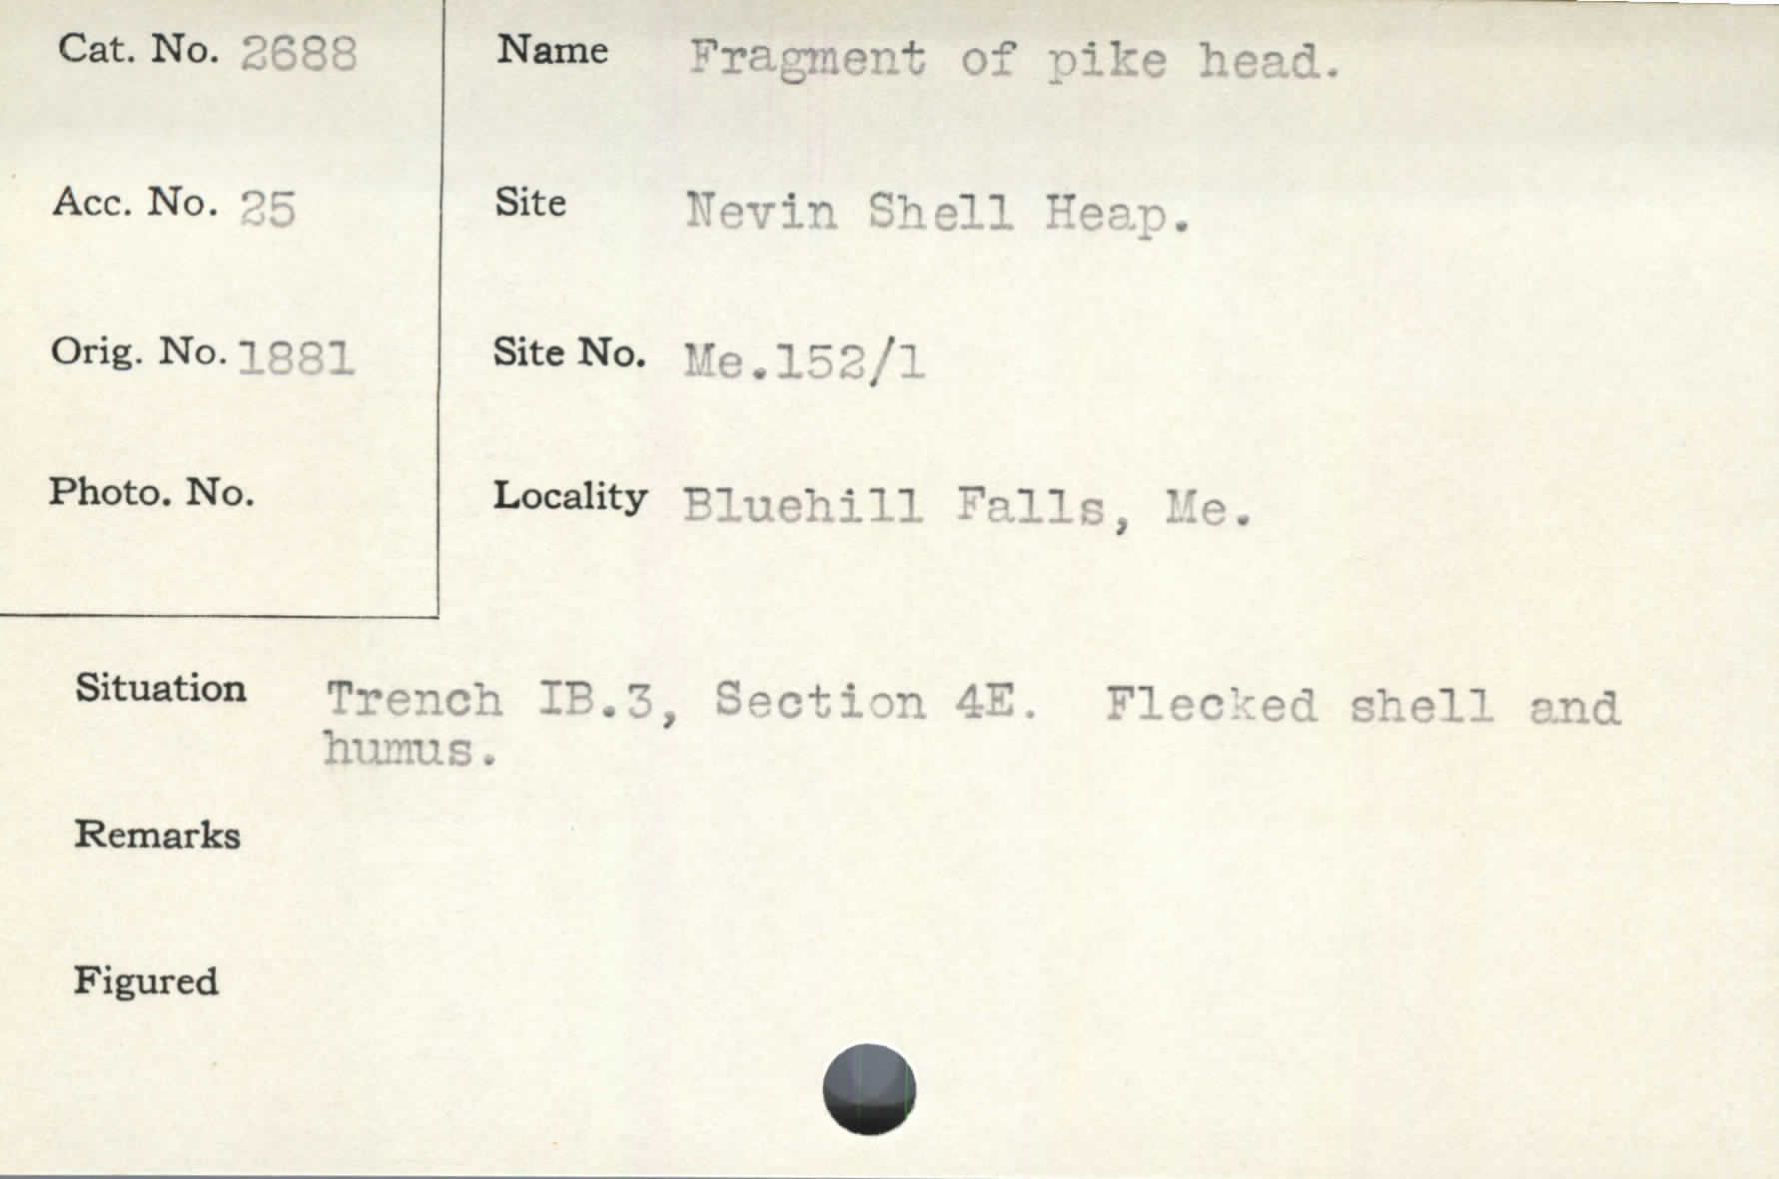 Cat. No. 2688
Name Fragment of pike head.
Acc. No. 25
Site Nevin Shell Heap.
Orig. No. 1881
Site No. Me.152/1
Photo. No.
Locality Bluehill Falls, Me.
Situation Trench IB.3, Section 4E. Flecked shell and
humus.
Remarks
Figured